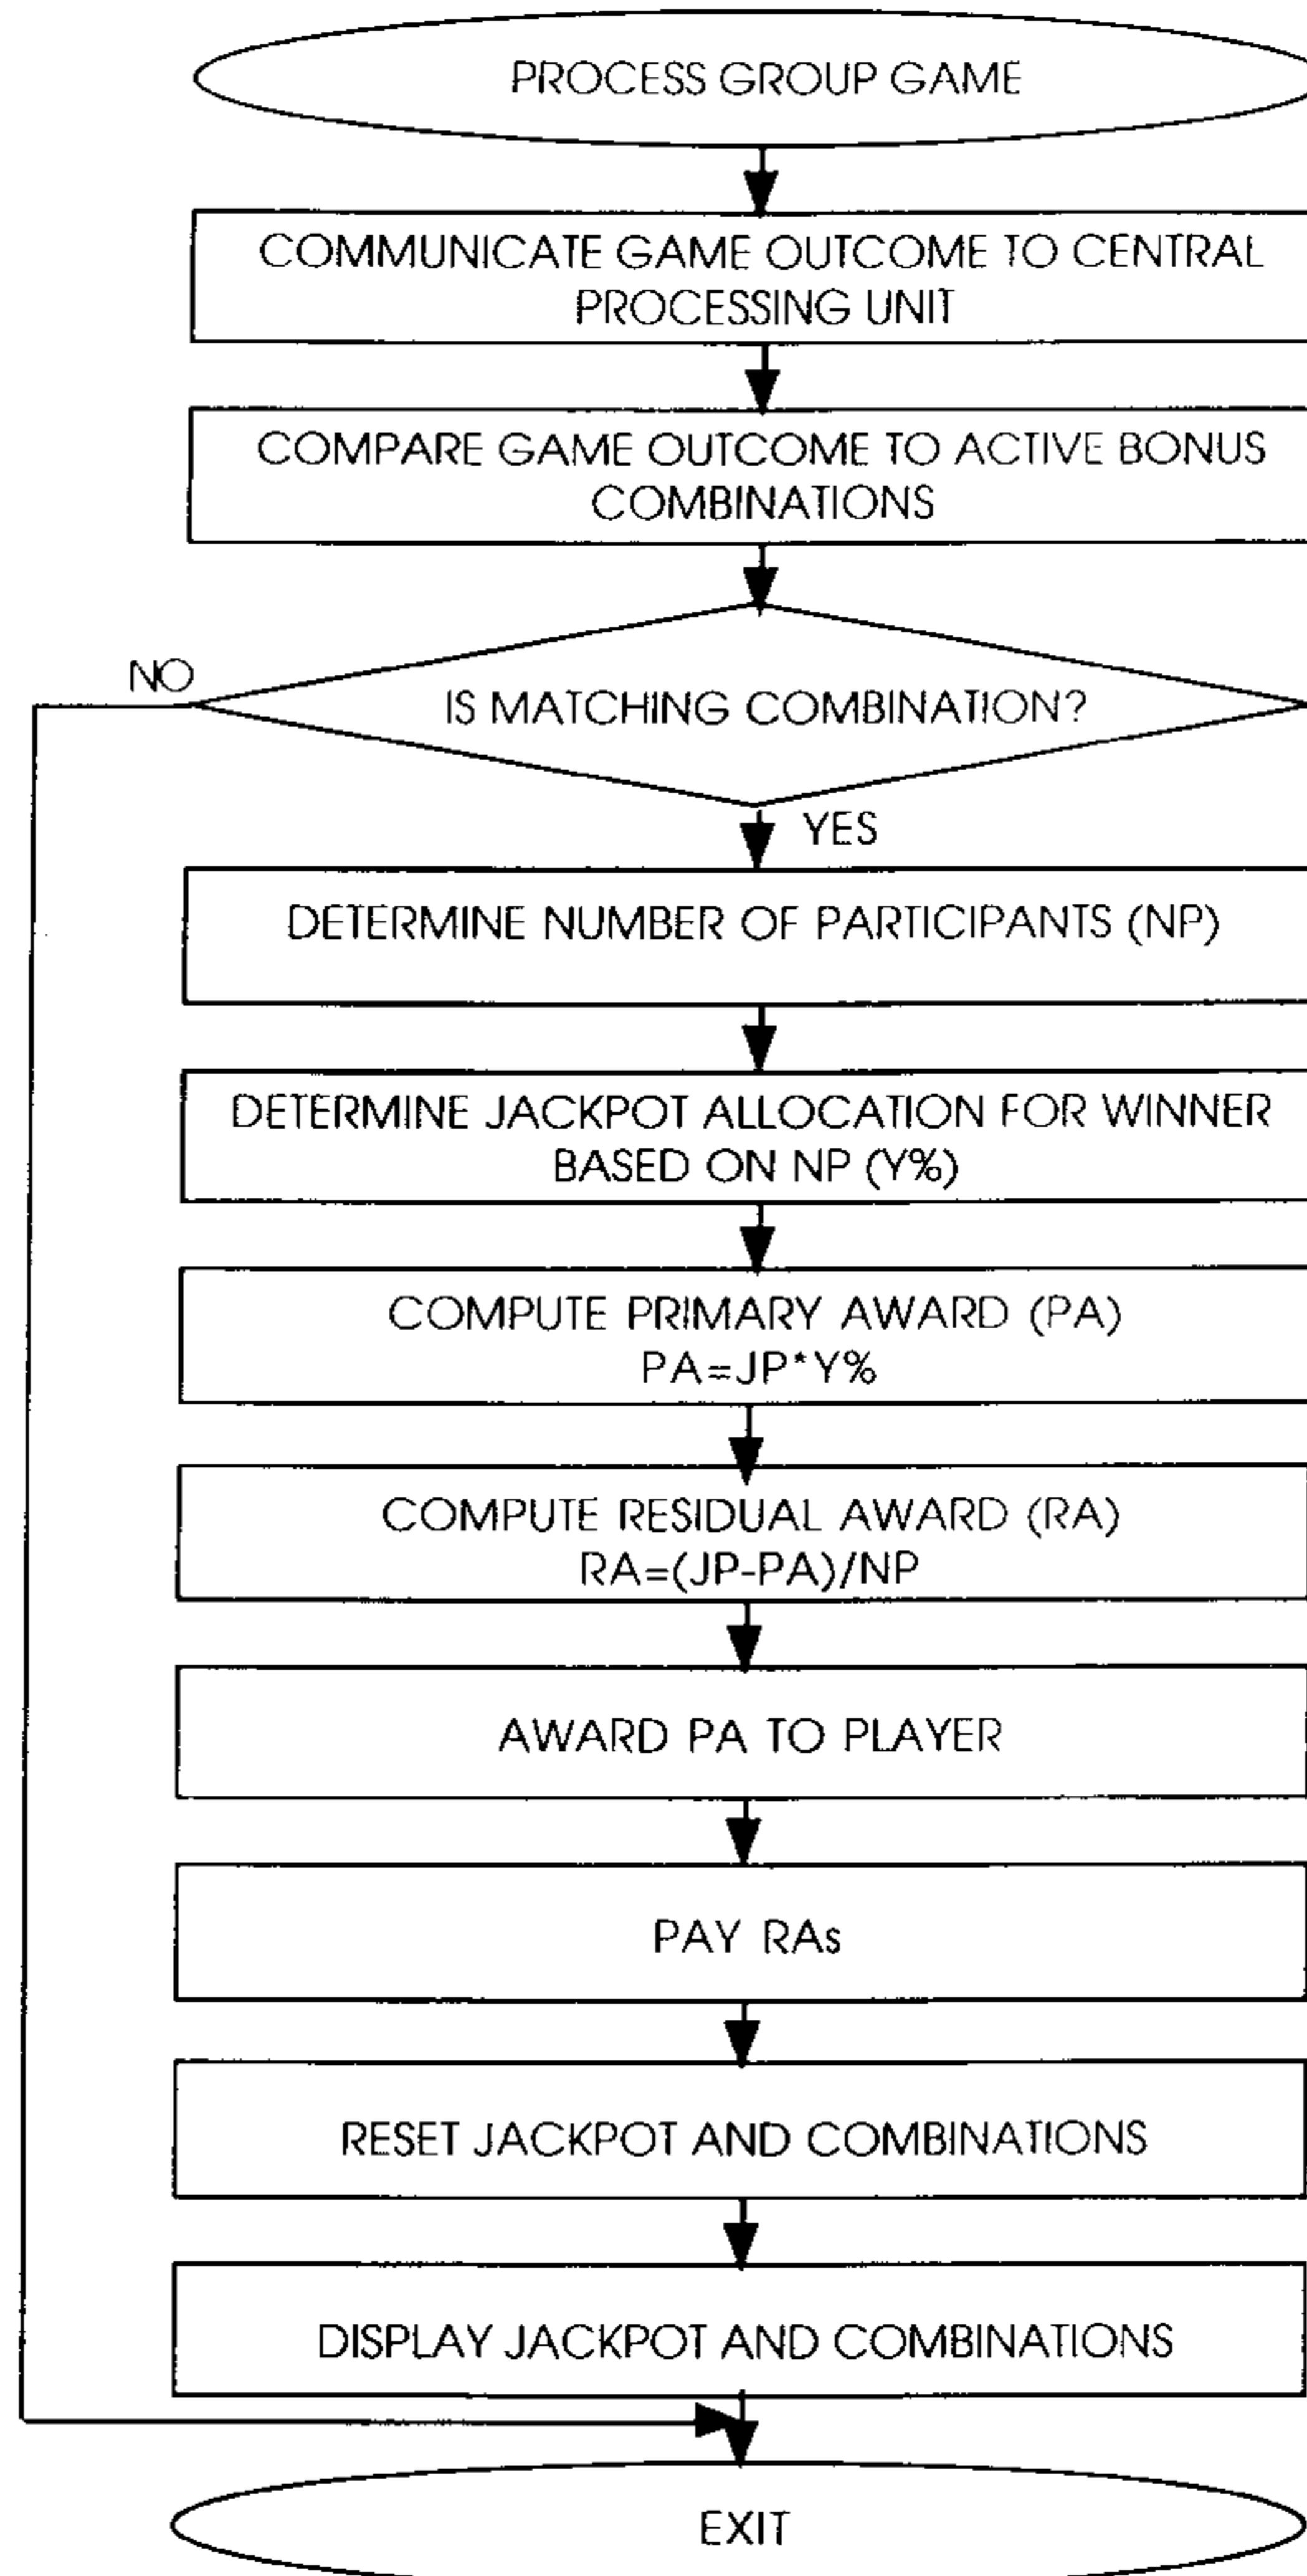 PROCESS GROUP GAME
COMMUNICATE GAME OUTCOME TO CENTRAL
PROCESSING UNIT
COMPARE GAME OUTCOME TO ACTIVE BONUS
COMBINATIONS
NO
IS MATCHING COMBINATION?
YES
DETERMINE NUMBER OF PARTICIPANTS (NP)
DETERMINE JACKPOT ALLOCATION FOR WINNER
BASED ON NP (Y%)
COMPUTE PRIMARY AWARD (PA)
PA=JP*Y%
COMPUTE RESIDUAL AWARD (RA)
RA=(JP-PA)/NP
AWARD PA TO PLAYER
PAY RAs
RESET JACKPOT AND COMBINATIONS
DISPLAY JACKPOT AND COMBINATIONS
EXIT